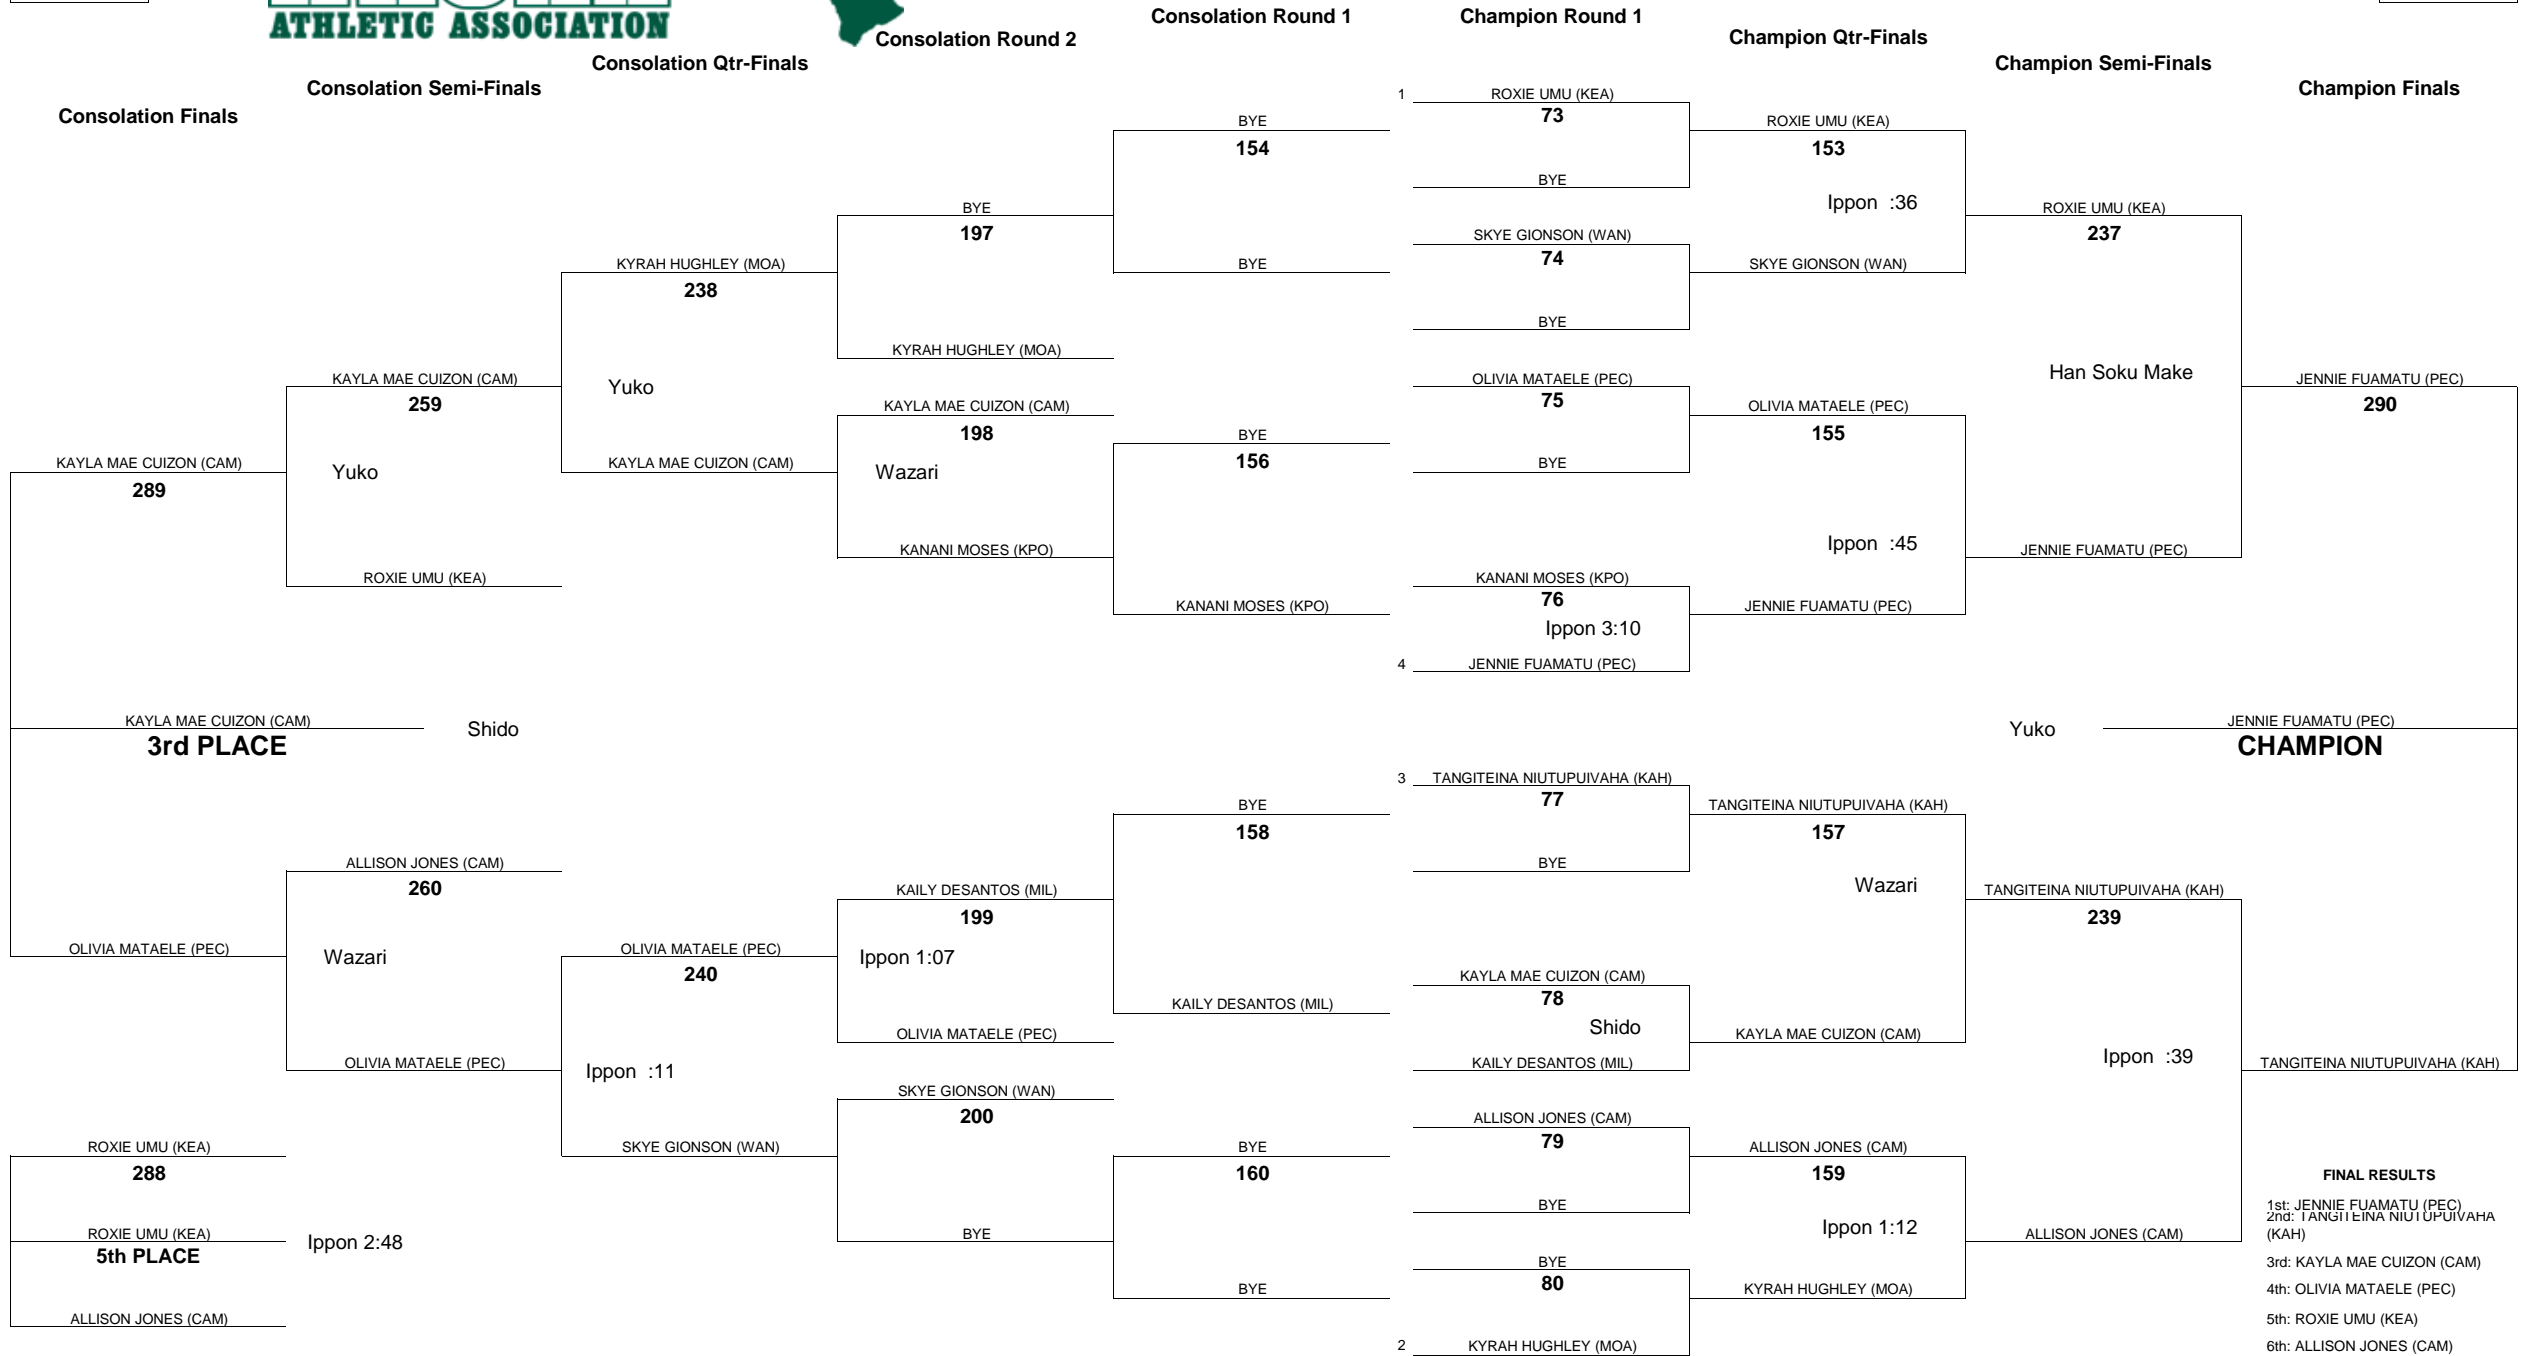 ATHLETIC ASSOCIATION
Consolation Finals
Consolation Semi-Finals
Consolation Qtr-Finals
Consolation Round 2
Consolation Round 1
Champion Round 1
Champion Qtr-Finals
Champion Semi-Finals
Champion Finals
KAYLA MAE CUIZON (CAM)
289
KAYLA MAE CUIZON (CAM)
3rd PLACE
Shido
OLIVIA MATAELE (PEC)
ROXIE UMU (KEA)
288
ROXIE UMU (KEA)
5th PLACE
Ippon 2:48
ALLISON JONES (CAM)
KAYLA MAE CUIZON (CAM)
259
Yuko
ROXIE UMU (KEA)
ALLISON JONES (CAM)
260
Wazari
OLIVIA MATAELE (PEC)
KYRAH HUGHLEY (MOA)
238
Yuko
KAYLA MAE CUIZON (CAM)
OLIVIA MATAELE (PEC)
240
Ippon :11
SKYE GIONSON (WAN)
BYE
197
KYRAH HUGHLEY (MOA)
KAYLA MAE CUIZON (CAM)
198
Wazari
KANANI MOSES (KPO)
KAILY DESANTOS (MIL)
199
Ippon 1:07
OLIVIA MATAELE (PEC)
SKYE GIONSON (WAN)
200
BYE
BYE
154
BYE
BYE
156
KANANI MOSES (KPO)
BYE
158
KAILY DESANTOS (MIL)
BYE
160
BYE
1 ROXIE UMU (KEA)
73
BYE
SKYE GIONSON (WAN)
74
BYE
OLIVIA MATAELE (PEC)
75
BYE
KANANI MOSES (KPO)
76
Ippon 3:10
4 JENNIE FUAMATU (PEC)
3 TANGITEINA NIUTUPUIVAHA (KAH)
77
BYE
KAYLA MAE CUIZON (CAM)
78
Shido
KAILY DESANTOS (MIL)
ALLISON JONES (CAM)
79
BYE
BYE
80
2 KYRAH HUGHLEY (MOA)
ROXIE UMU (KEA)
153
Ippon :36
SKYE GIONSON (WAN)
OLIVIA MATAELE (PEC)
155
Ippon :45
JENNIE FUAMATU (PEC)
TANGITEINA NIUTUPUIVAHA (KAH)
157
Wazari
KAYLA MAE CUIZON (CAM)
ALLISON JONES (CAM)
159
Ippon 1:12
KYRAH HUGHLEY (MOA)
ROXIE UMU (KEA)
237
Han Soku Make
JENNIE FUAMATU (PEC)
TANGITEINA NIUTUPUIVAHA (KAH)
239
Ippon :39
ALLISON JONES (CAM)
JENNIE FUAMATU (PEC)
290
Yuko
JENNIE FUAMATU (PEC)
CHAMPION
TANGITEINA NIUTUPUIVAHA (KAH)
FINAL RESULTS
1st: JENNIE FUAMATU (PEC)
2nd: TANGITEINA NIUTUPUIVAHA
(KAH)
3rd: KAYLA MAE CUIZON (CAM)
4th: OLIVIA MATAELE (PEC)
5th: ROXIE UMU (KEA)
6th: ALLISON JONES (CAM)